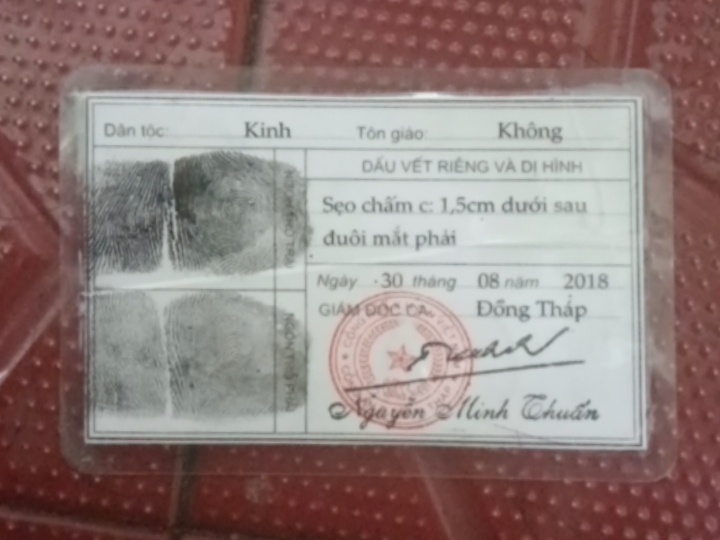 Dân tộc: Kinh Tôn giáo: Không
DẤU VẾT RIÊNG VÀ DỊ HÌNH
Sẹo chấm c: 1,5cm dưới sau
đuôi mắt phải
Ngày 30 tháng 08 năm 2018
GIÁM ĐỐC CA. Đồng Tháp
Nguyễn Minh Thuấn
NGÓN TRỎ TRÁI
NGÓN TRỎ PHẢI